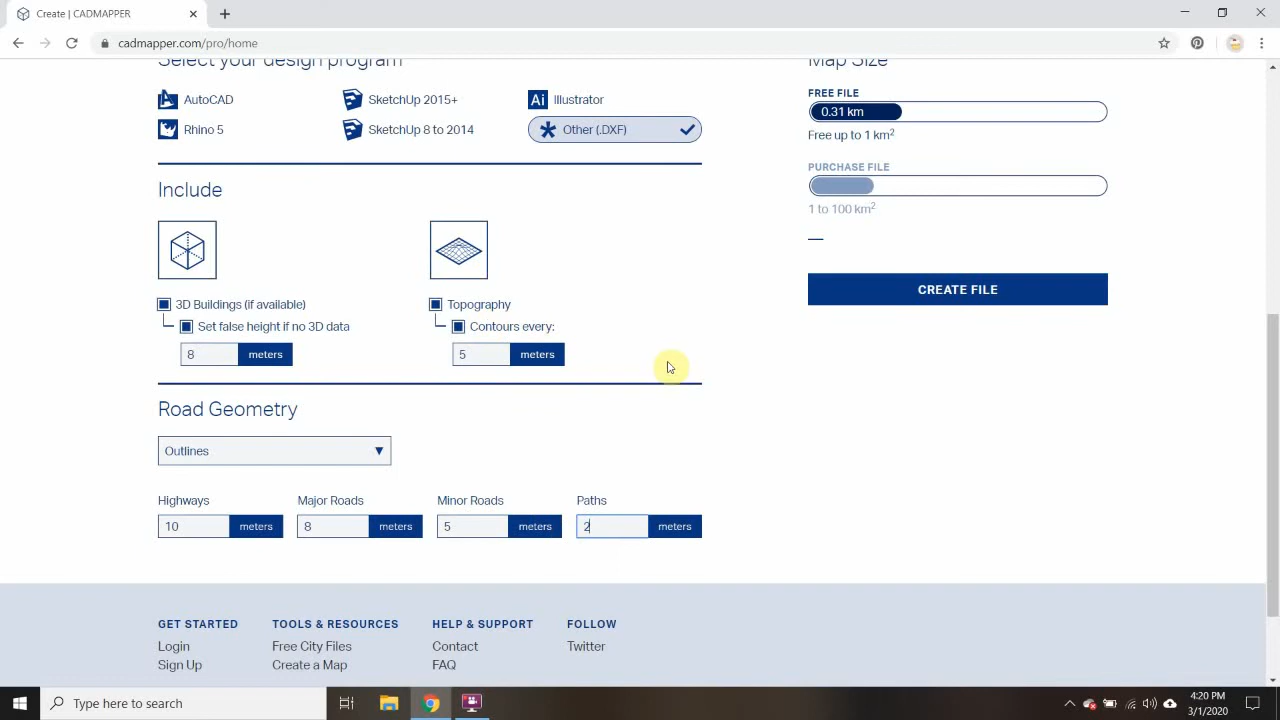 Create | CADMAPPER
cadmapper.com/pro/home
Select your design program
AutoCAD
SketchUp 2015+
Ai Illustrator
Rhino 5
SketchUp 8 to 2014
Other (.DXF)
Include
3D Buildings (if available)
Set false height if no 3D data
8 meters
Topography
Contours every:
5 meters
Road Geometry
Outlines
Highways
10 meters
Major Roads
8 meters
Minor Roads
5 meters
Paths
2 meters
Map Size
FREE FILE
0.31 km
Free up to 1 km²
PURCHASE FILE
1 to 100 km²
CREATE FILE
GET STARTED
Login
Sign Up
TOOLS & RESOURCES
Free City Files
Create a Map
HELP & SUPPORT
Contact
FAQ
FOLLOW
Twitter
Type here to search
4:20 PM
3/1/2020